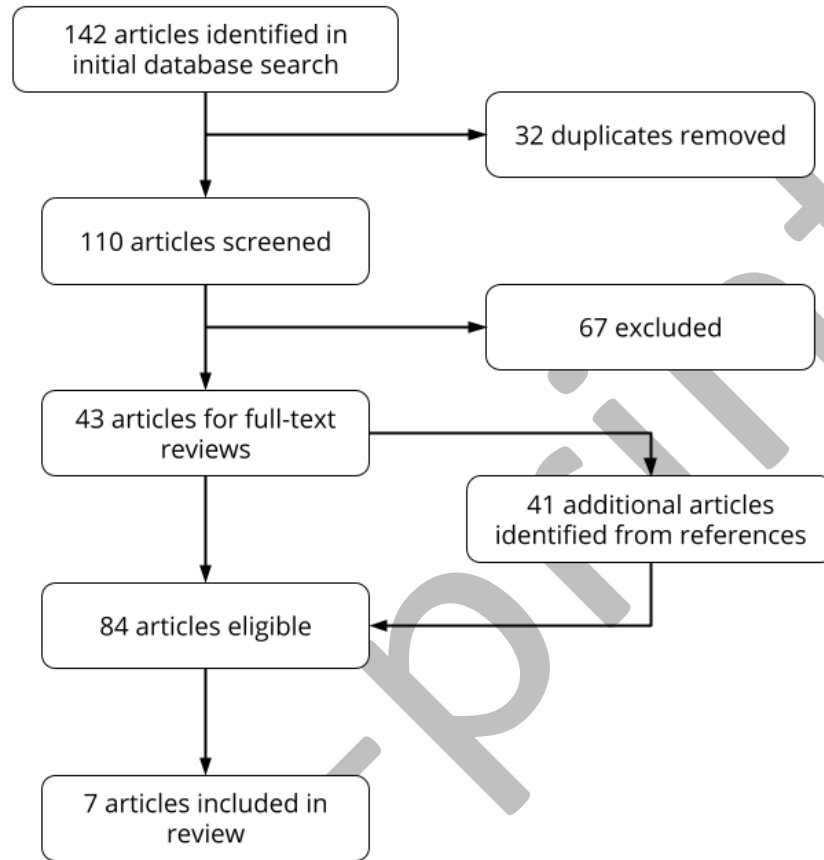 142 articles identified in
initial database search
32 duplicates removed
110 articles screened
67 excluded
43 articles for full-text
reviews
41 additional articles
identified from references
84 articles eligible
7 articles included in
review